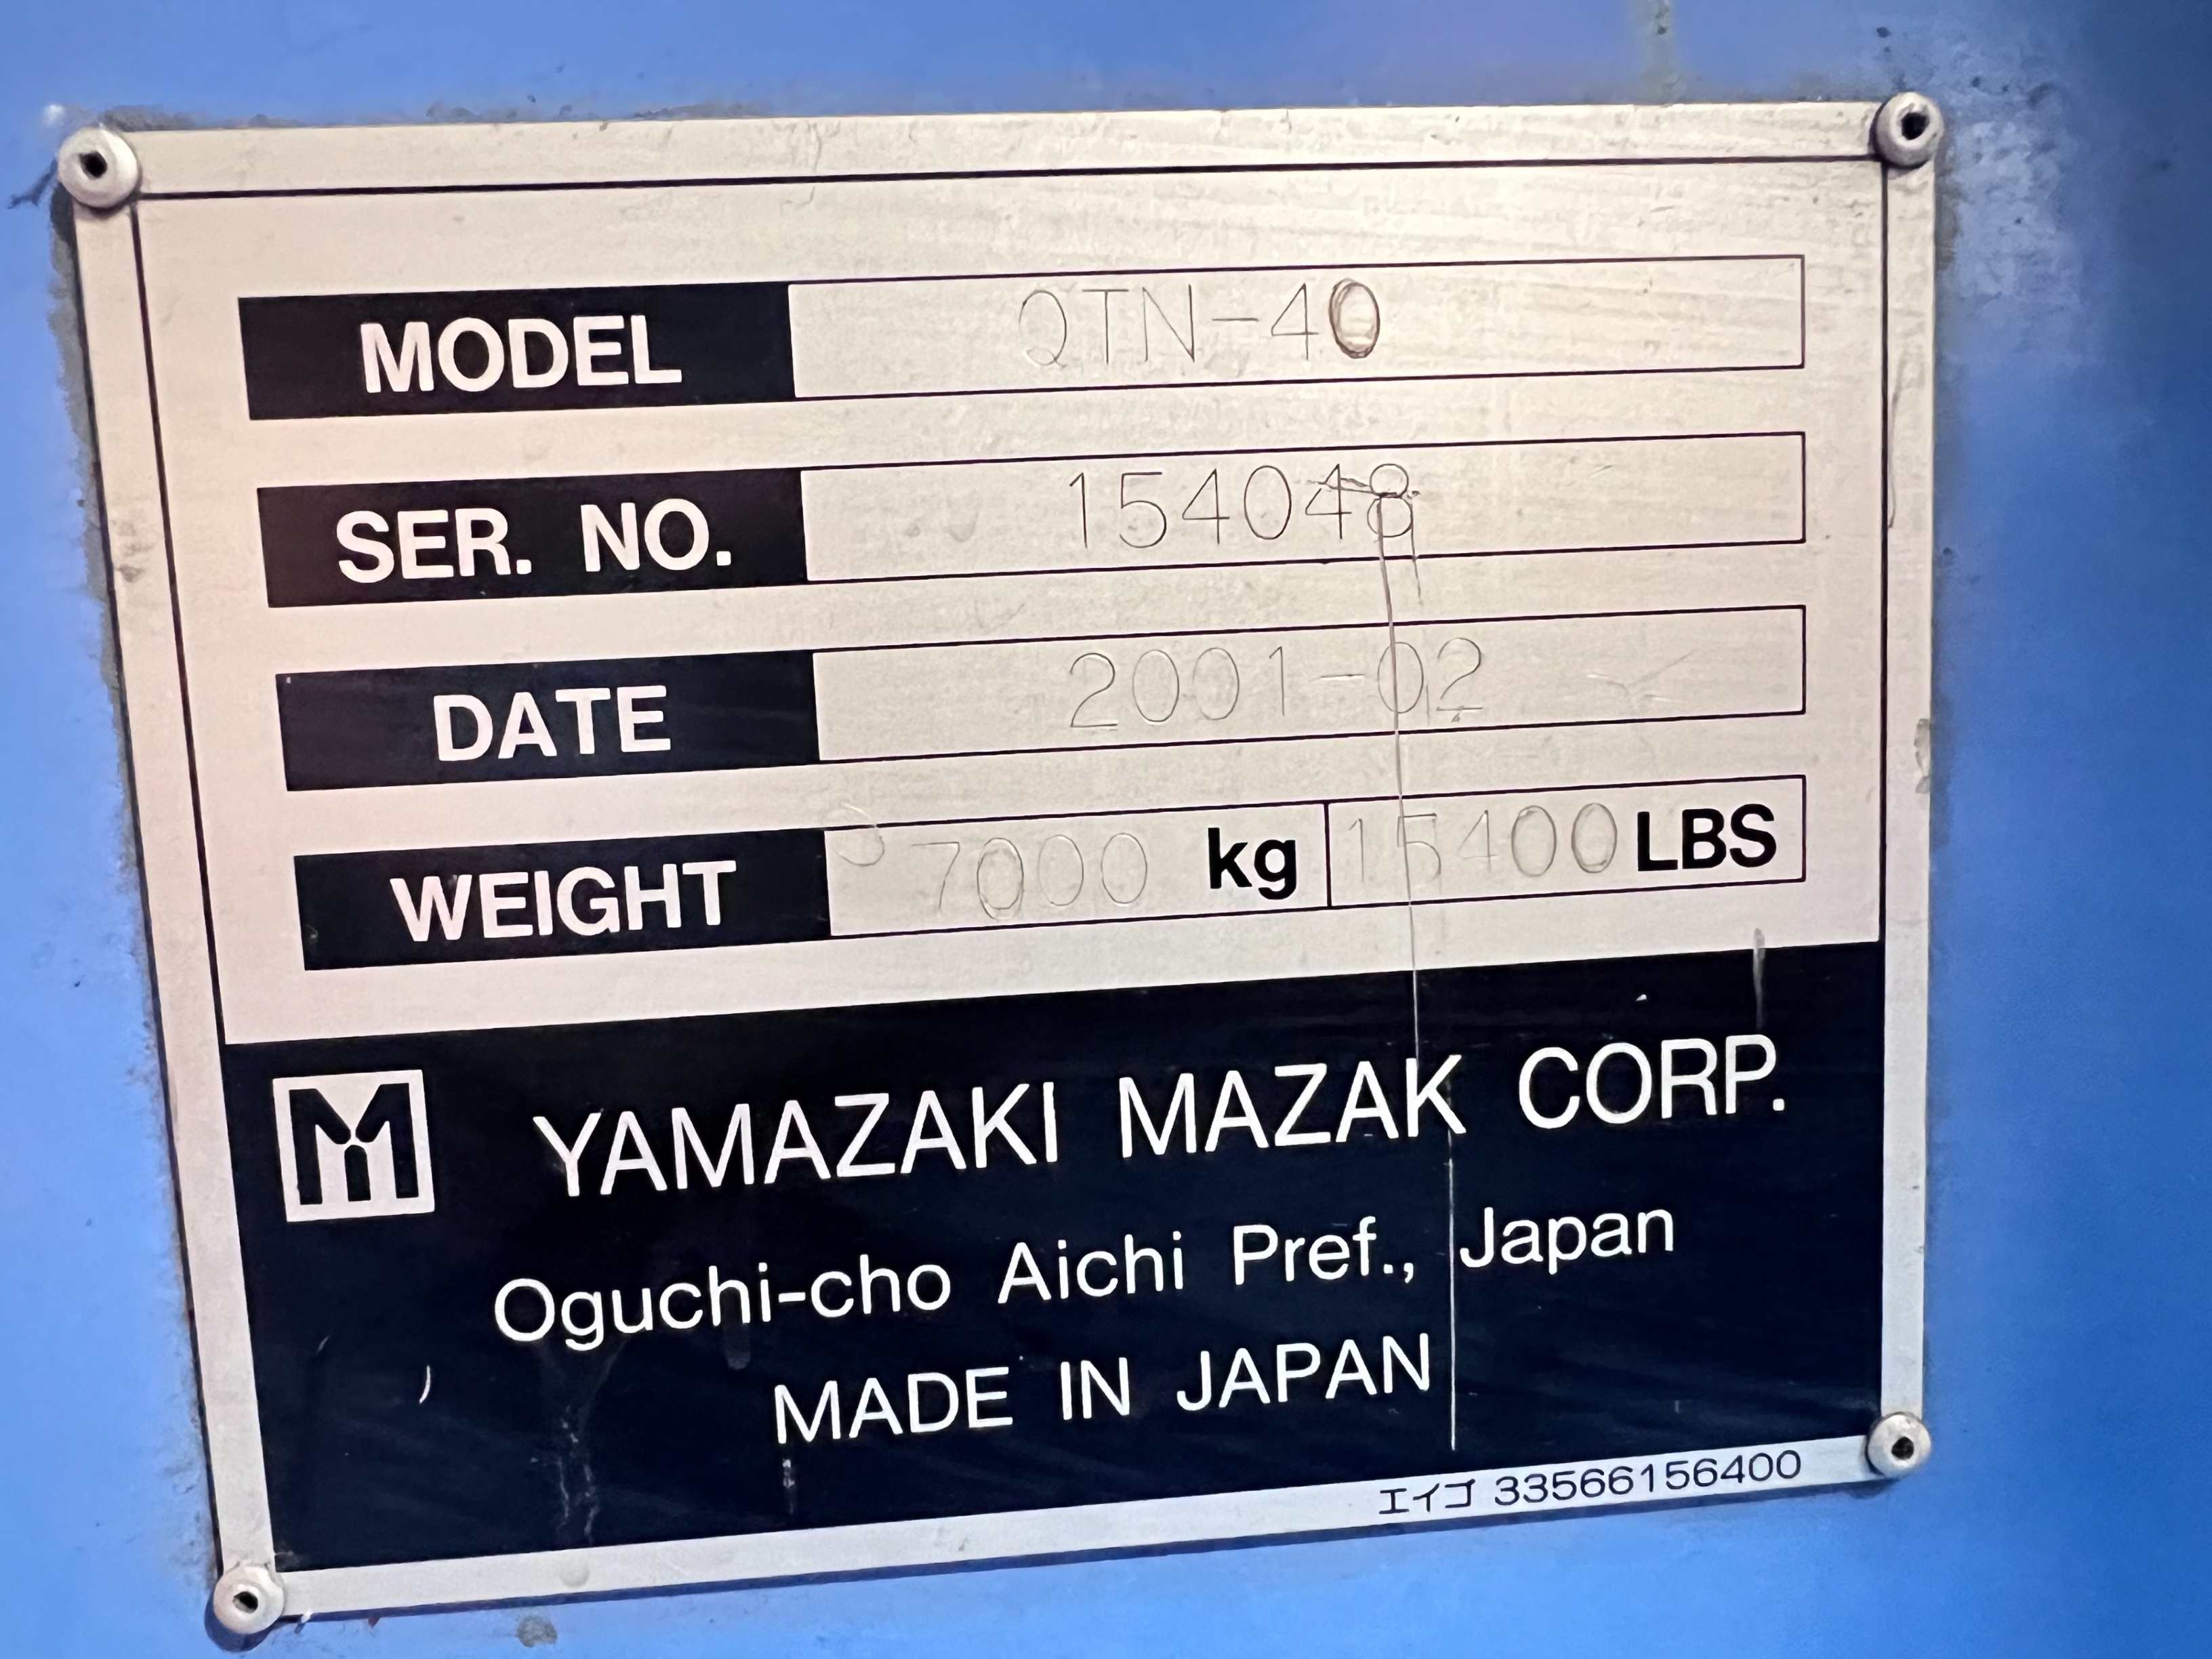 MODEL QTN-40
SER. NO. 154048
DATE 2001-02
WEIGHT 7000 kg 15400 LBS
YAMAZAKI MAZAK CORP.
Oguchi-cho Aichi Pref., Japan
MADE IN JAPAN
エイゴ 33566156400